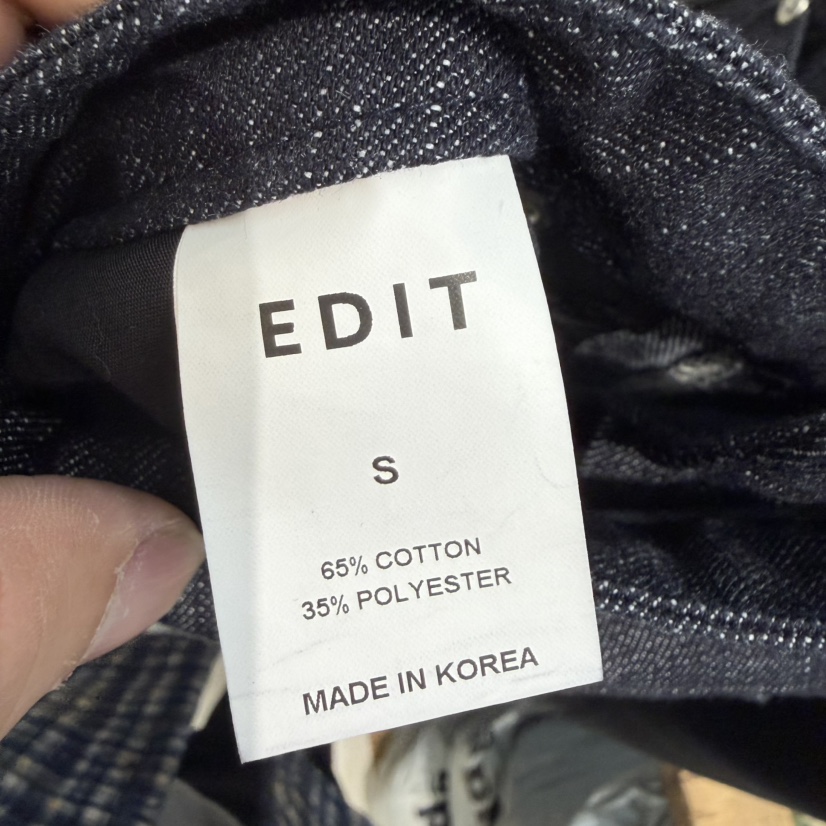 EDIT
S
65% COTTON
35% POLYESTER
MADE IN KOREA